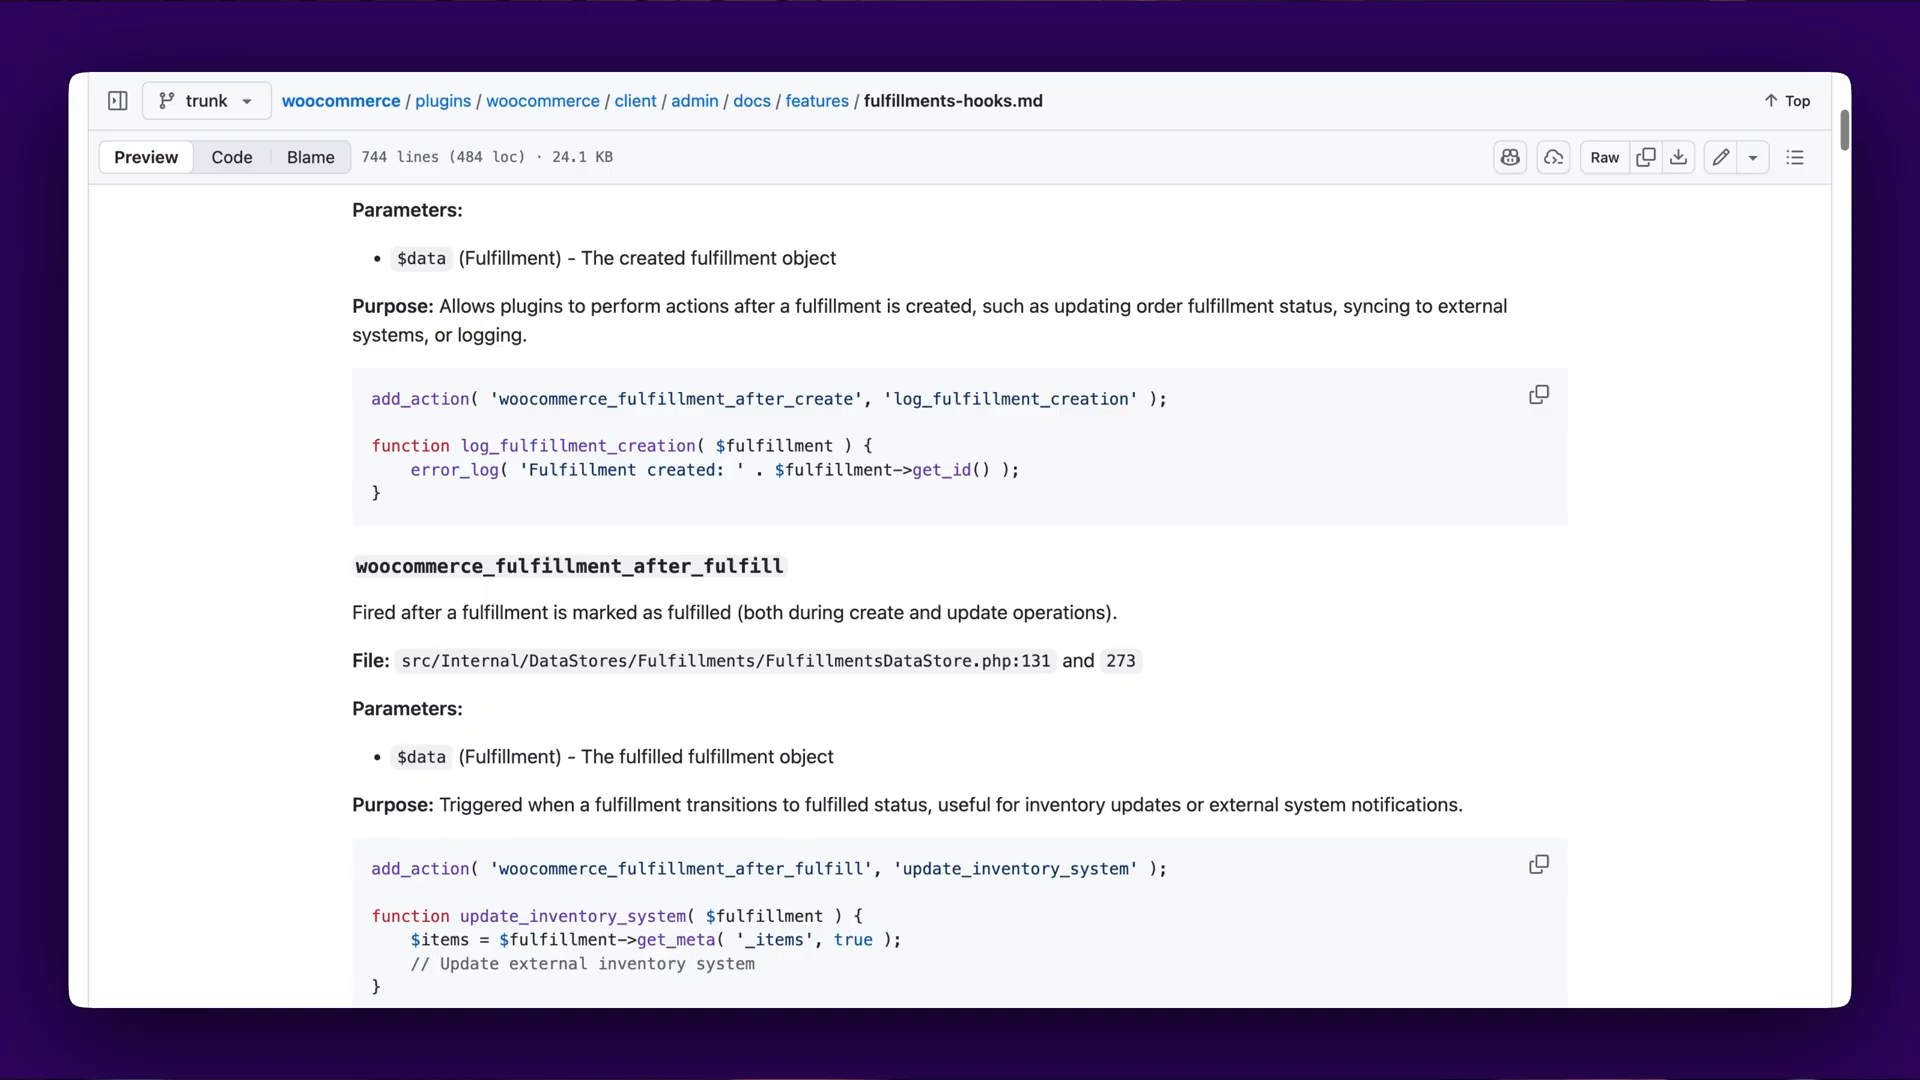 trunk woocommerce / plugins / woocommerce / client / admin / docs / features / fulfillments-hooks.md Top
Preview Code Blame 744 lines (484 loc) · 24.1 KB Raw
Parameters:
• $data (Fulfillment) - The created fulfillment object
Purpose: Allows plugins to perform actions after a fulfillment is created, such as updating order fulfillment status, syncing to external
systems, or logging.
add_action( 'woocommerce_fulfillment_after_create', 'log_fulfillment_creation' );
function log_fulfillment_creation( $fulfillment ) {
    error_log( 'Fulfillment created: ' . $fulfillment->get_id() );
}
woocommerce_fulfillment_after_fulfill
Fired after a fulfillment is marked as fulfilled (both during create and update operations).
File: src/Internal/DataStores/Fulfillments/FulfillmentsDataStore.php:131 and 273
Parameters:
• $data (Fulfillment) - The fulfilled fulfillment object
Purpose: Triggered when a fulfillment transitions to fulfilled status, useful for inventory updates or external system notifications.
add_action( 'woocommerce_fulfillment_after_fulfill', 'update_inventory_system' );
function update_inventory_system( $fulfillment ) {
    $items = $fulfillment->get_meta( '_items', true );
    // Update external inventory system
}